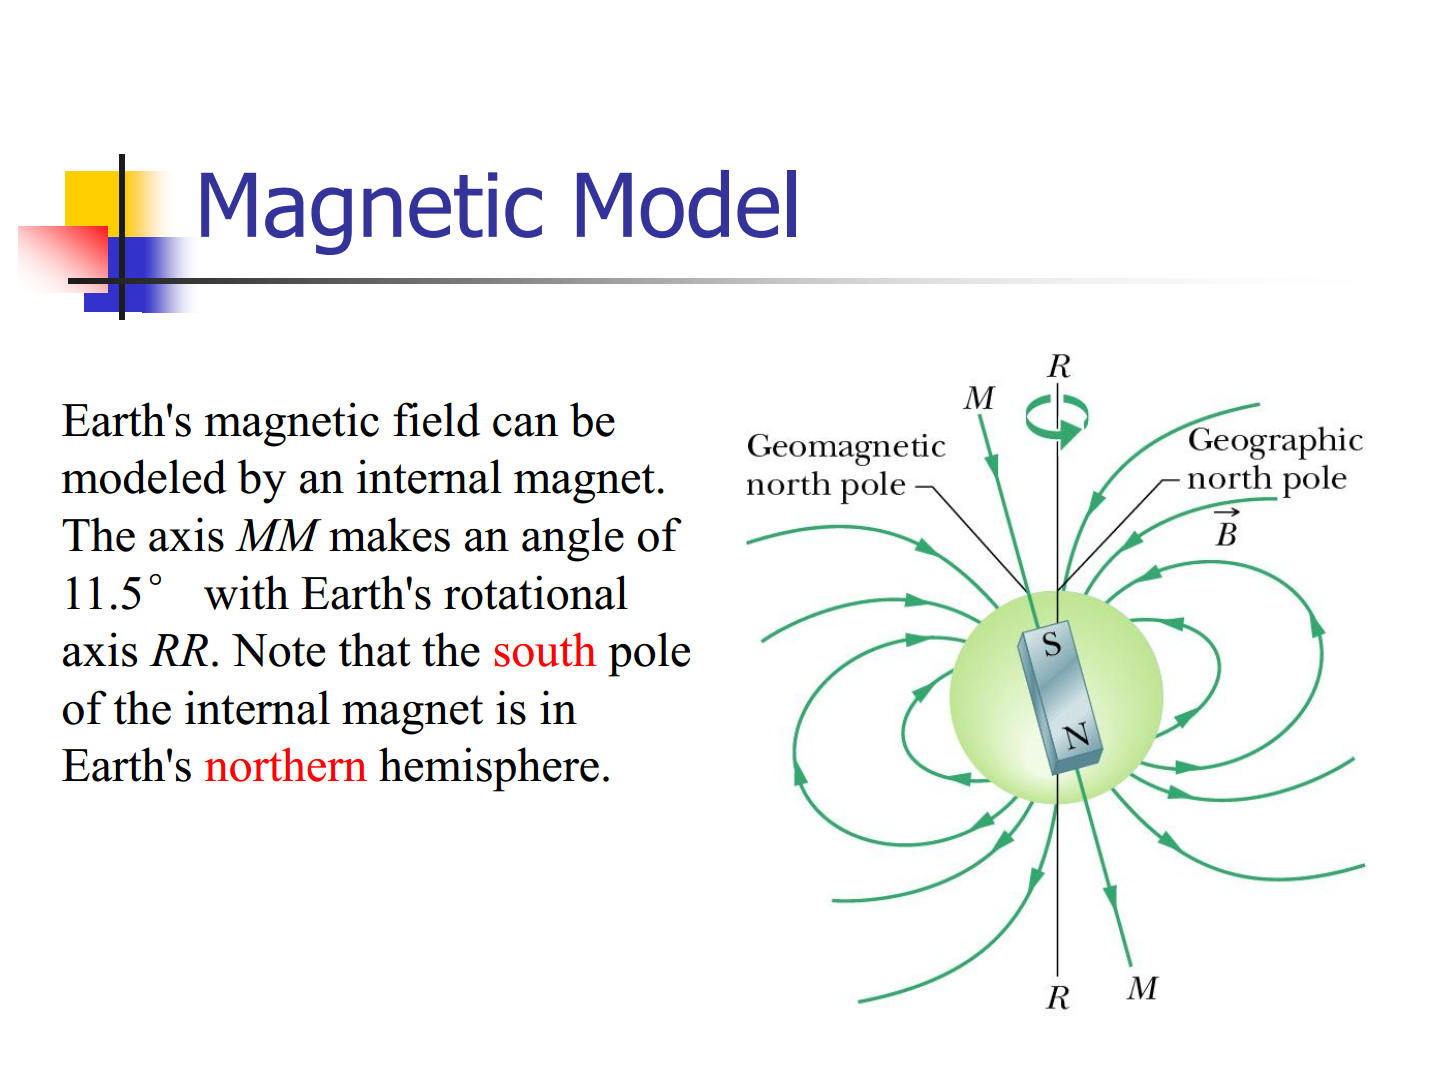 Magnetic Model
Earth's magnetic field can be
modeled by an internal magnet.
The axis MM makes an angle of
11.5° with Earth's rotational
axis RR. Note that the south pole
of the internal magnet is in
Earth's northern hemisphere.
R
M
Geomagnetic
north pole
Geographic
north pole
B⃗
S
N
R
M